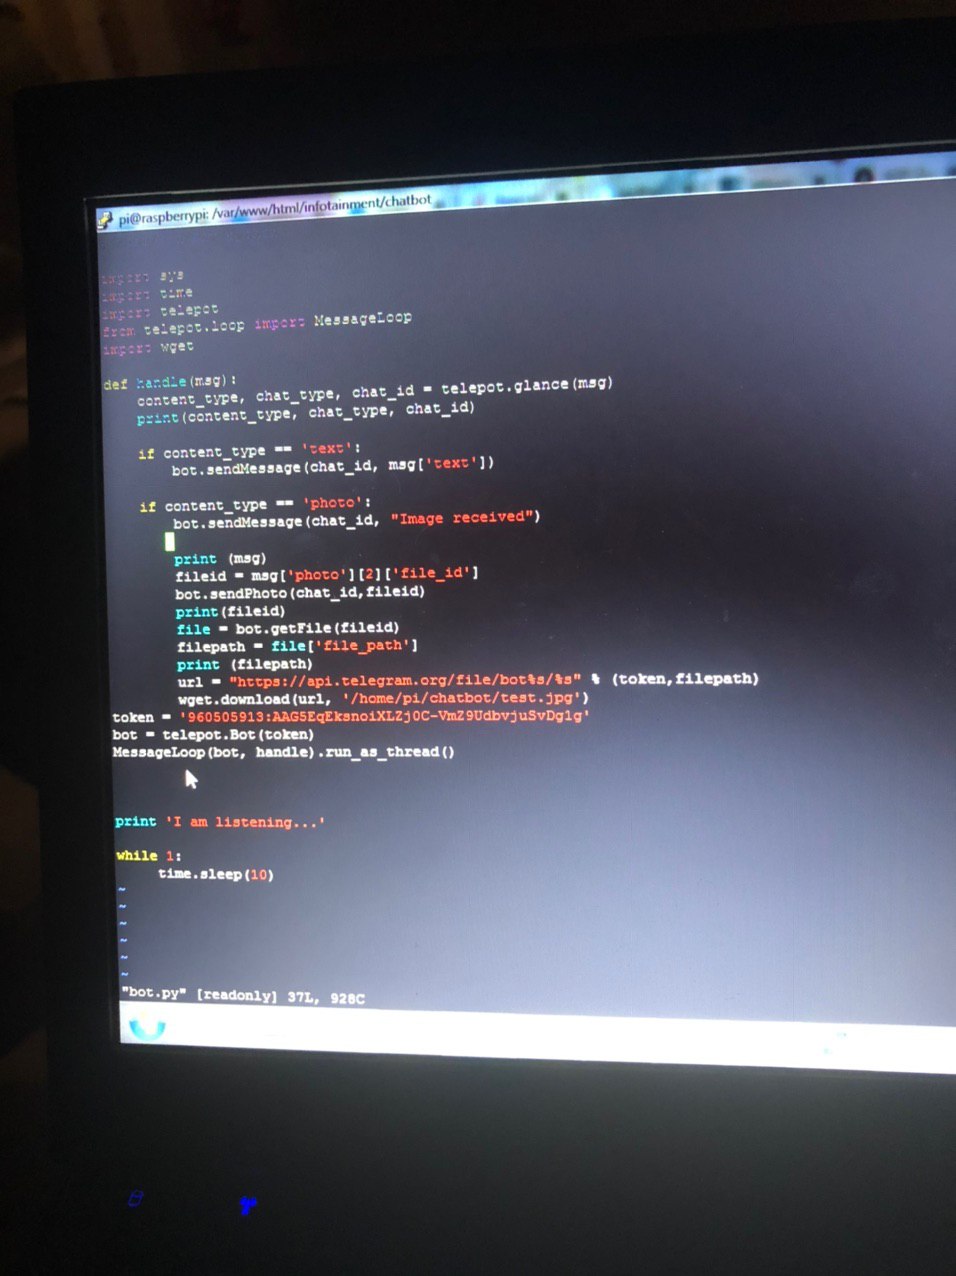 pi@raspberrypi: /var/www/html/infotainment/chatbot
import sys
import time
import telepot
from telepot.loop import MessageLoop
import wget
def handle(msg):
content_type, chat_type, chat_id = telepot.glance(msg)
print(content_type, chat_type, chat_id)
if content_type == 'text':
bot.sendMessage(chat_id, msg['text'])
if content_type == 'photo':
bot.sendMessage(chat_id, "Image received")
print (msg)
fileid = msg['photo'][2]['file_id']
bot.sendPhoto(chat_id,fileid)
print(fileid)
file = bot.getFile(fileid)
filepath = file['file_path']
print (filepath)
url = "https://api.telegram.org/file/bot%s/%s" % (token,filepath)
wget.download(url, '/home/pi/chatbot/test.jpg')
token = '960505913:AAG5EqEksnoiXLZj0C-VmZ9UdbvjuSvDg1g'
bot = telepot.Bot(token)
MessageLoop(bot, handle).run_as_thread()
print 'I am listening...'
while 1:
time.sleep(10)
~
~
~
~
~
~
"bot.py" [readonly] 37L, 928C